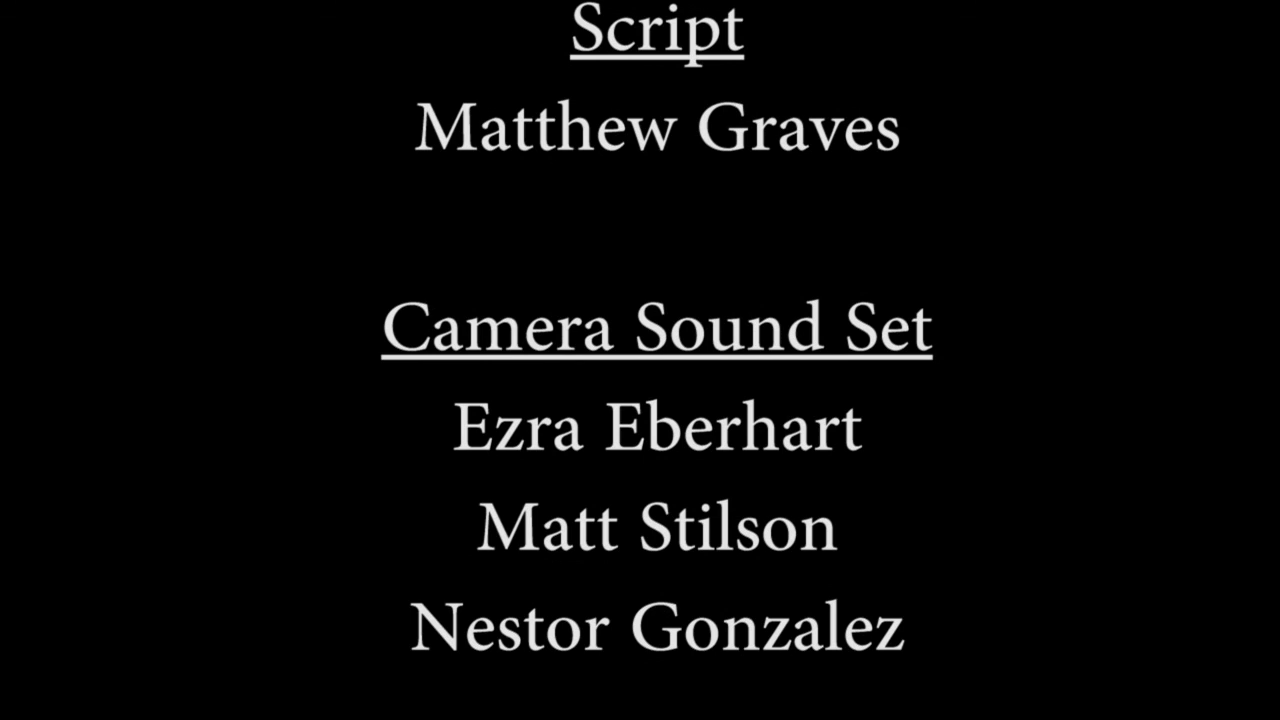 Script
Matthew Graves
Camera Sound Set
Ezra Eberhart
Matt Stilson
Nestor Gonzalez